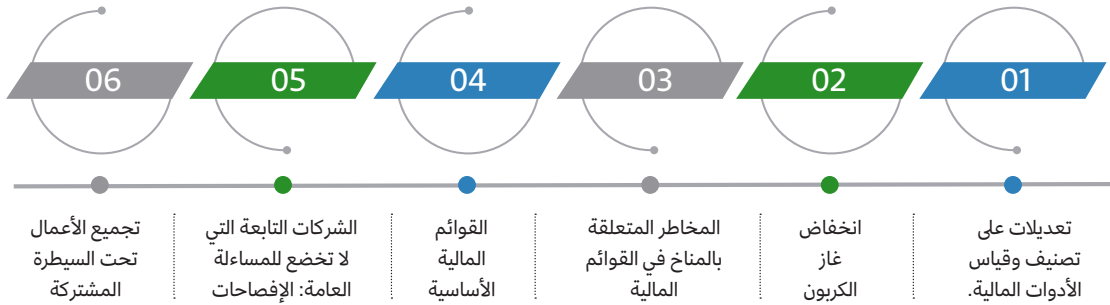 01
تعديلات على
تصنيف وقياس
الأدوات المالية.
02
انخفاض
غاز
الكربون
03
المخاطر المتعلقة
بالمناخ في القوائم
المالية
04
القوائم
المالية
الأساسية
05
الشركات التابعة التي
لا تخضع للمساءلة
العامة: الإفصاحات
06
تجميع الأعمال
تحت السيطرة
المشتركة